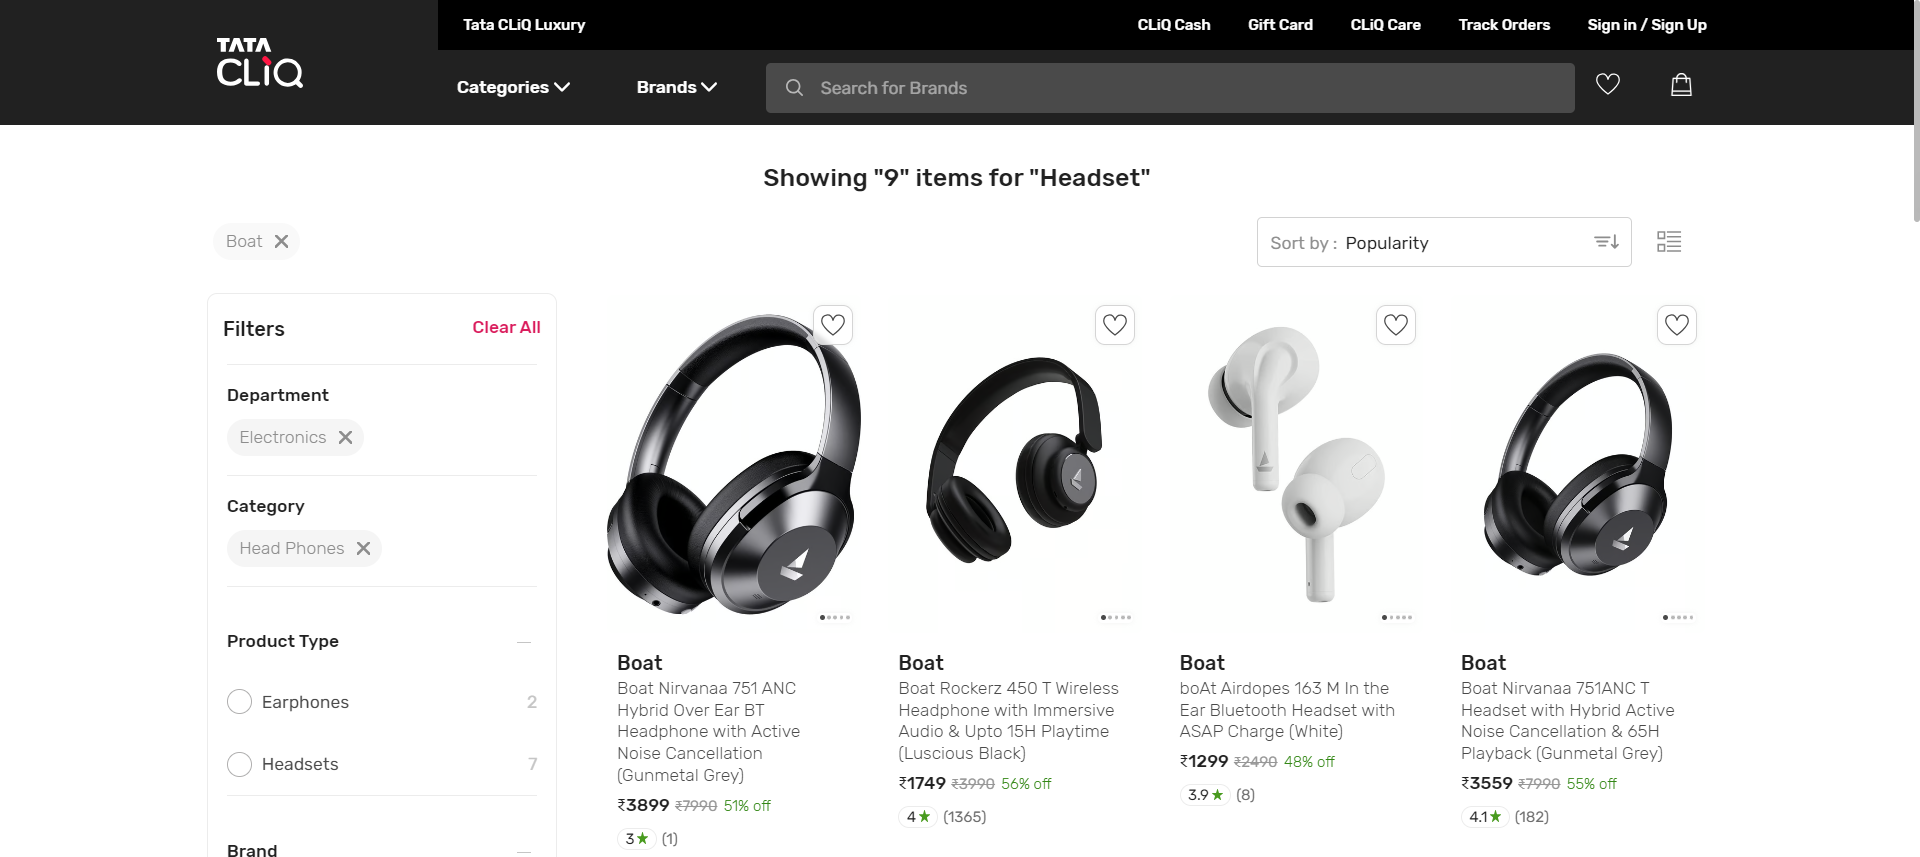 Tata CLiQ Luxury
CLiQ Cash
Gift Card
CLiQ Care
Track Orders
Sign in / Sign Up
TATA
CLiQ
Categories
Brands
Search for Brands
Showing "9" items for "Headset"
Boat
Sort by : Popularity
Filters
Clear All
Department
Electronics
Category
Head Phones
Product Type
Earphones 2
Headsets 7
Brand
Boat
Boat Nirvanaa 751 ANC
Hybrid Over Ear BT
Headphone with Active
Noise Cancellation
(Gunmetal Grey)
₹3899 ₹7990 51% off
3★ (1)
Boat
Boat Rockerz 450 T Wireless
Headphone with Immersive
Audio & Upto 15H Playtime
(Luscious Black)
₹1749 ₹3990 56% off
4★ (1365)
Boat
boAt Airdopes 163 M In the
Ear Bluetooth Headset with
ASAP Charge (White)
₹1299 ₹2490 48% off
3.9★ (8)
Boat
Boat Nirvanaa 751ANC T
Headset with Hybrid Active
Noise Cancellation & 65H
Playback (Gunmetal Grey)
₹3559 ₹7990 55% off
4.1★ (182)